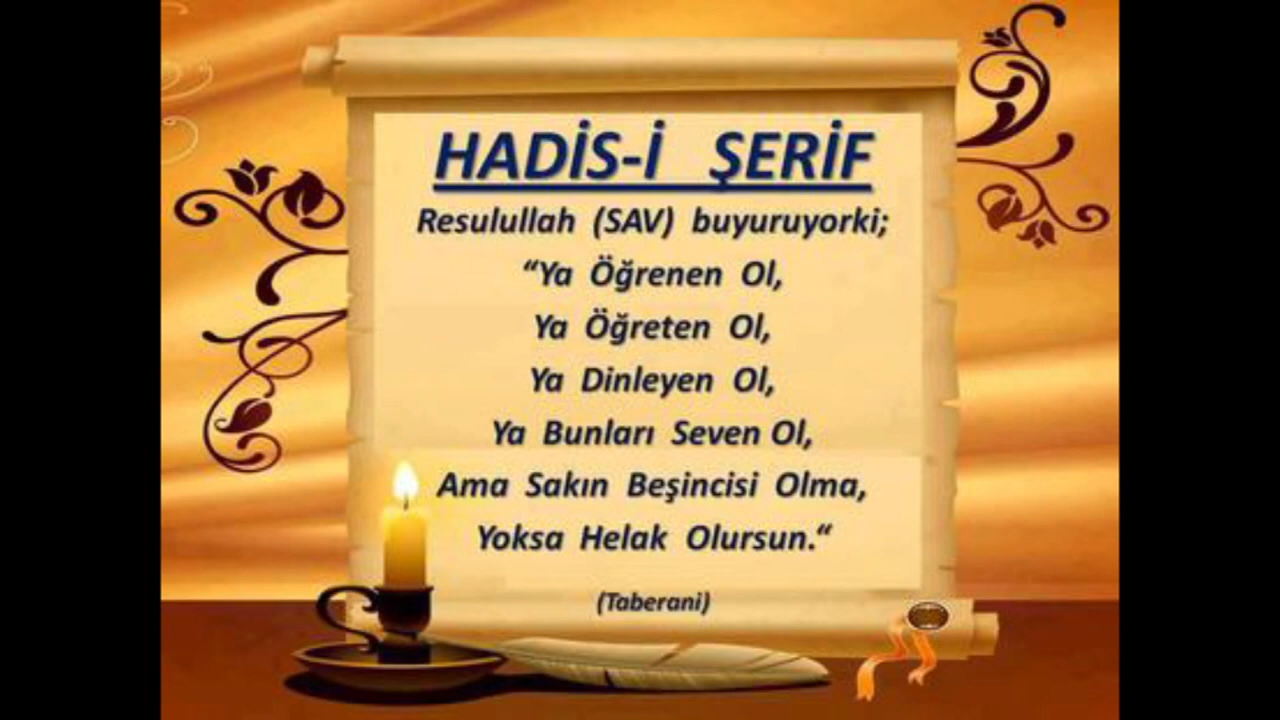 HADİS-İ ŞERİF
Resulullah (SAV) buyuruyorki;
“Ya Öğrenen Ol,
Ya Öğreten Ol,
Ya Dinleyen Ol,
Ya Bunları Seven Ol,
Ama Sakın Beşincisi Olma,
Yoksa Helak Olursun.“
(Taberani)